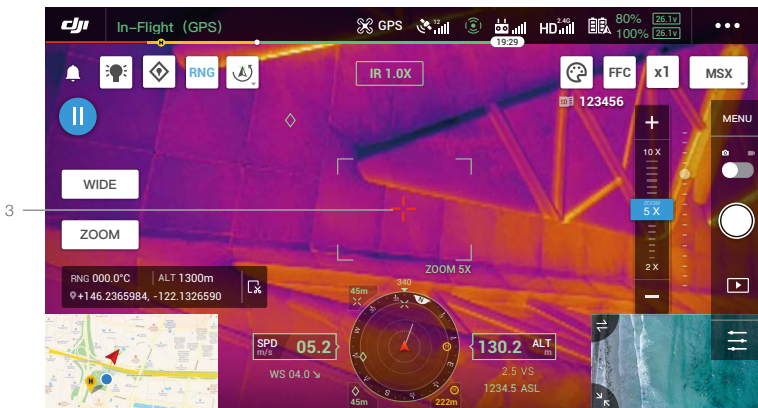 dji In-Flight (GPS) GPS 12 HD 2.4G 80% 26.1v
100% 26.1v
H 19:29
RNG IR 1.0X FFC x1 MSX
SD 123456
MENU
+
10 X
WIDE
3
ZOOM
5 X
ZOOM
2 X
−
ZOOM 5X
RNG 000.0°C ALT 1300m
+146.2365984, -122.1326590
45m 340
N
W
E
S
SPD
m/s 05.2
130.2 ALT
m
WS 04.0 ↘
2.5 VS
1234.5 ASL
H
45m 222m